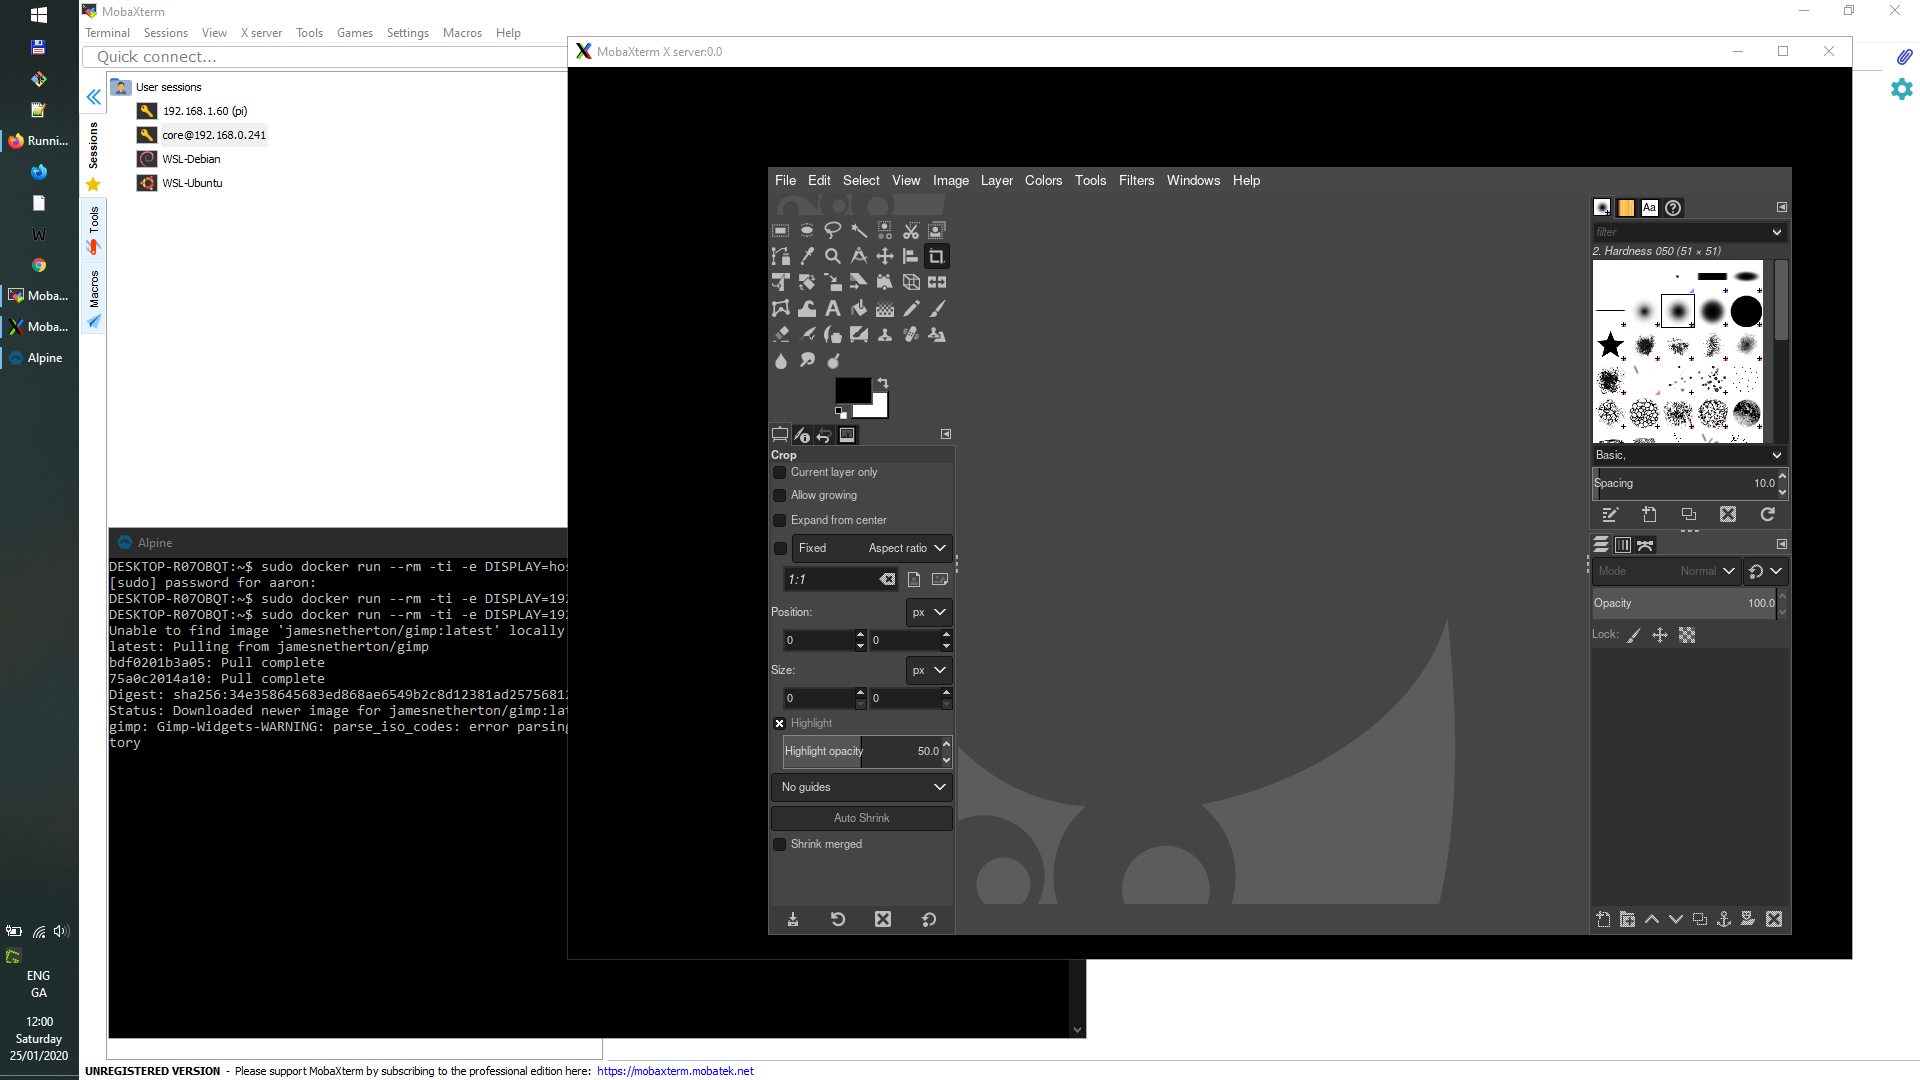 MobaXterm
Terminal Sessions View X server Tools Games Settings Macros Help
Quick connect...
User sessions
192.168.1.60 (pi)
core@192.168.0.241
WSL-Debian
WSL-Ubuntu
Sessions
Tools
Macros
Runni...
Moba...
Moba...
Alpine
ENG
GA
12:00
Saturday
25/01/2020
Alpine
DESKTOP-R07OBQT:~$ sudo docker run --rm -ti -e DISPLAY=hos
[sudo] password for aaron:
DESKTOP-R07OBQT:~$ sudo docker run --rm -ti -e DISPLAY=192
DESKTOP-R07OBQT:~$ sudo docker run --rm -ti -e DISPLAY=192
Unable to find image 'jamesnetherton/gimp:latest' locally
latest: Pulling from jamesnetherton/gimp
bdf0201b3a05: Pull complete
75a0c2014a10: Pull complete
Digest: sha256:34e358645683ed868ae6549b2c8d12381ad25756812
Status: Downloaded newer image for jamesnetherton/gimp:lat
gimp: Gimp-Widgets-WARNING: parse_iso_codes: error parsing
tory
MobaXterm X server:0.0
File Edit Select View Image Layer Colors Tools Filters Windows Help
Crop
Current layer only
Allow growing
Expand from center
Fixed Aspect ratio
1:1
Position: px
0 0
Size: px
0 0
Highlight
Highlight opacity 50.0
No guides
Auto Shrink
Shrink merged
Aa
filter
2. Hardness 050 (51 × 51)
Basic,
Spacing 10.0
Mode Normal
Opacity 100.0
Lock:
UNREGISTERED VERSION - Please support MobaXterm by subscribing to the professional edition here: https://mobaxterm.mobatek.net